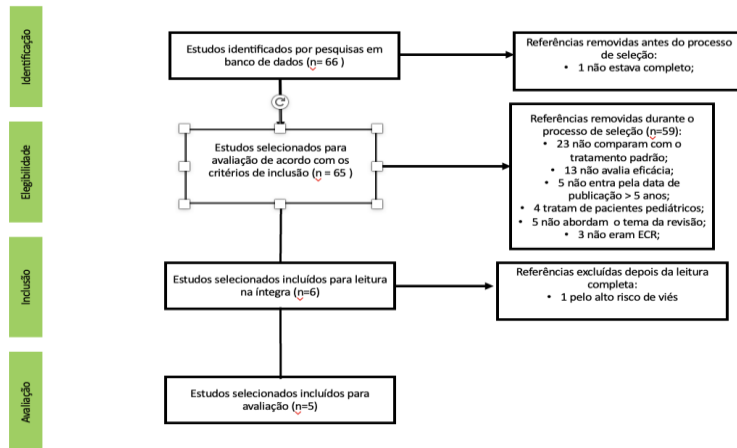 Identificação
Estudos identificados por pesquisas em
banco de dados (n= 66 )
Referências removidas antes do processo
de seleção:
• 1 não estava completo;
Elegibilidade
Estudos selecionados para
avaliação de acordo com os
critérios de inclusão (n = 65 )
Referências removidas durante o
processo de seleção (n=59):
• 23 não comparam com o
tratamento padrão;
• 13 não avalia eficácia;
• 5 não entra pela data de
publicação > 5 anos;
• 4 tratam de pacientes pediátricos;
• 5 não abordam o tema da revisão;
• 3 não eram ECR;
Inclusão
Estudos selecionados incluídos para leitura
na íntegra (n=6)
Referências excluídas depois da leitura
completa:
• 1 pelo alto risco de viés
Avaliação
Estudos selecionados incluídos para
avaliação (n=5)